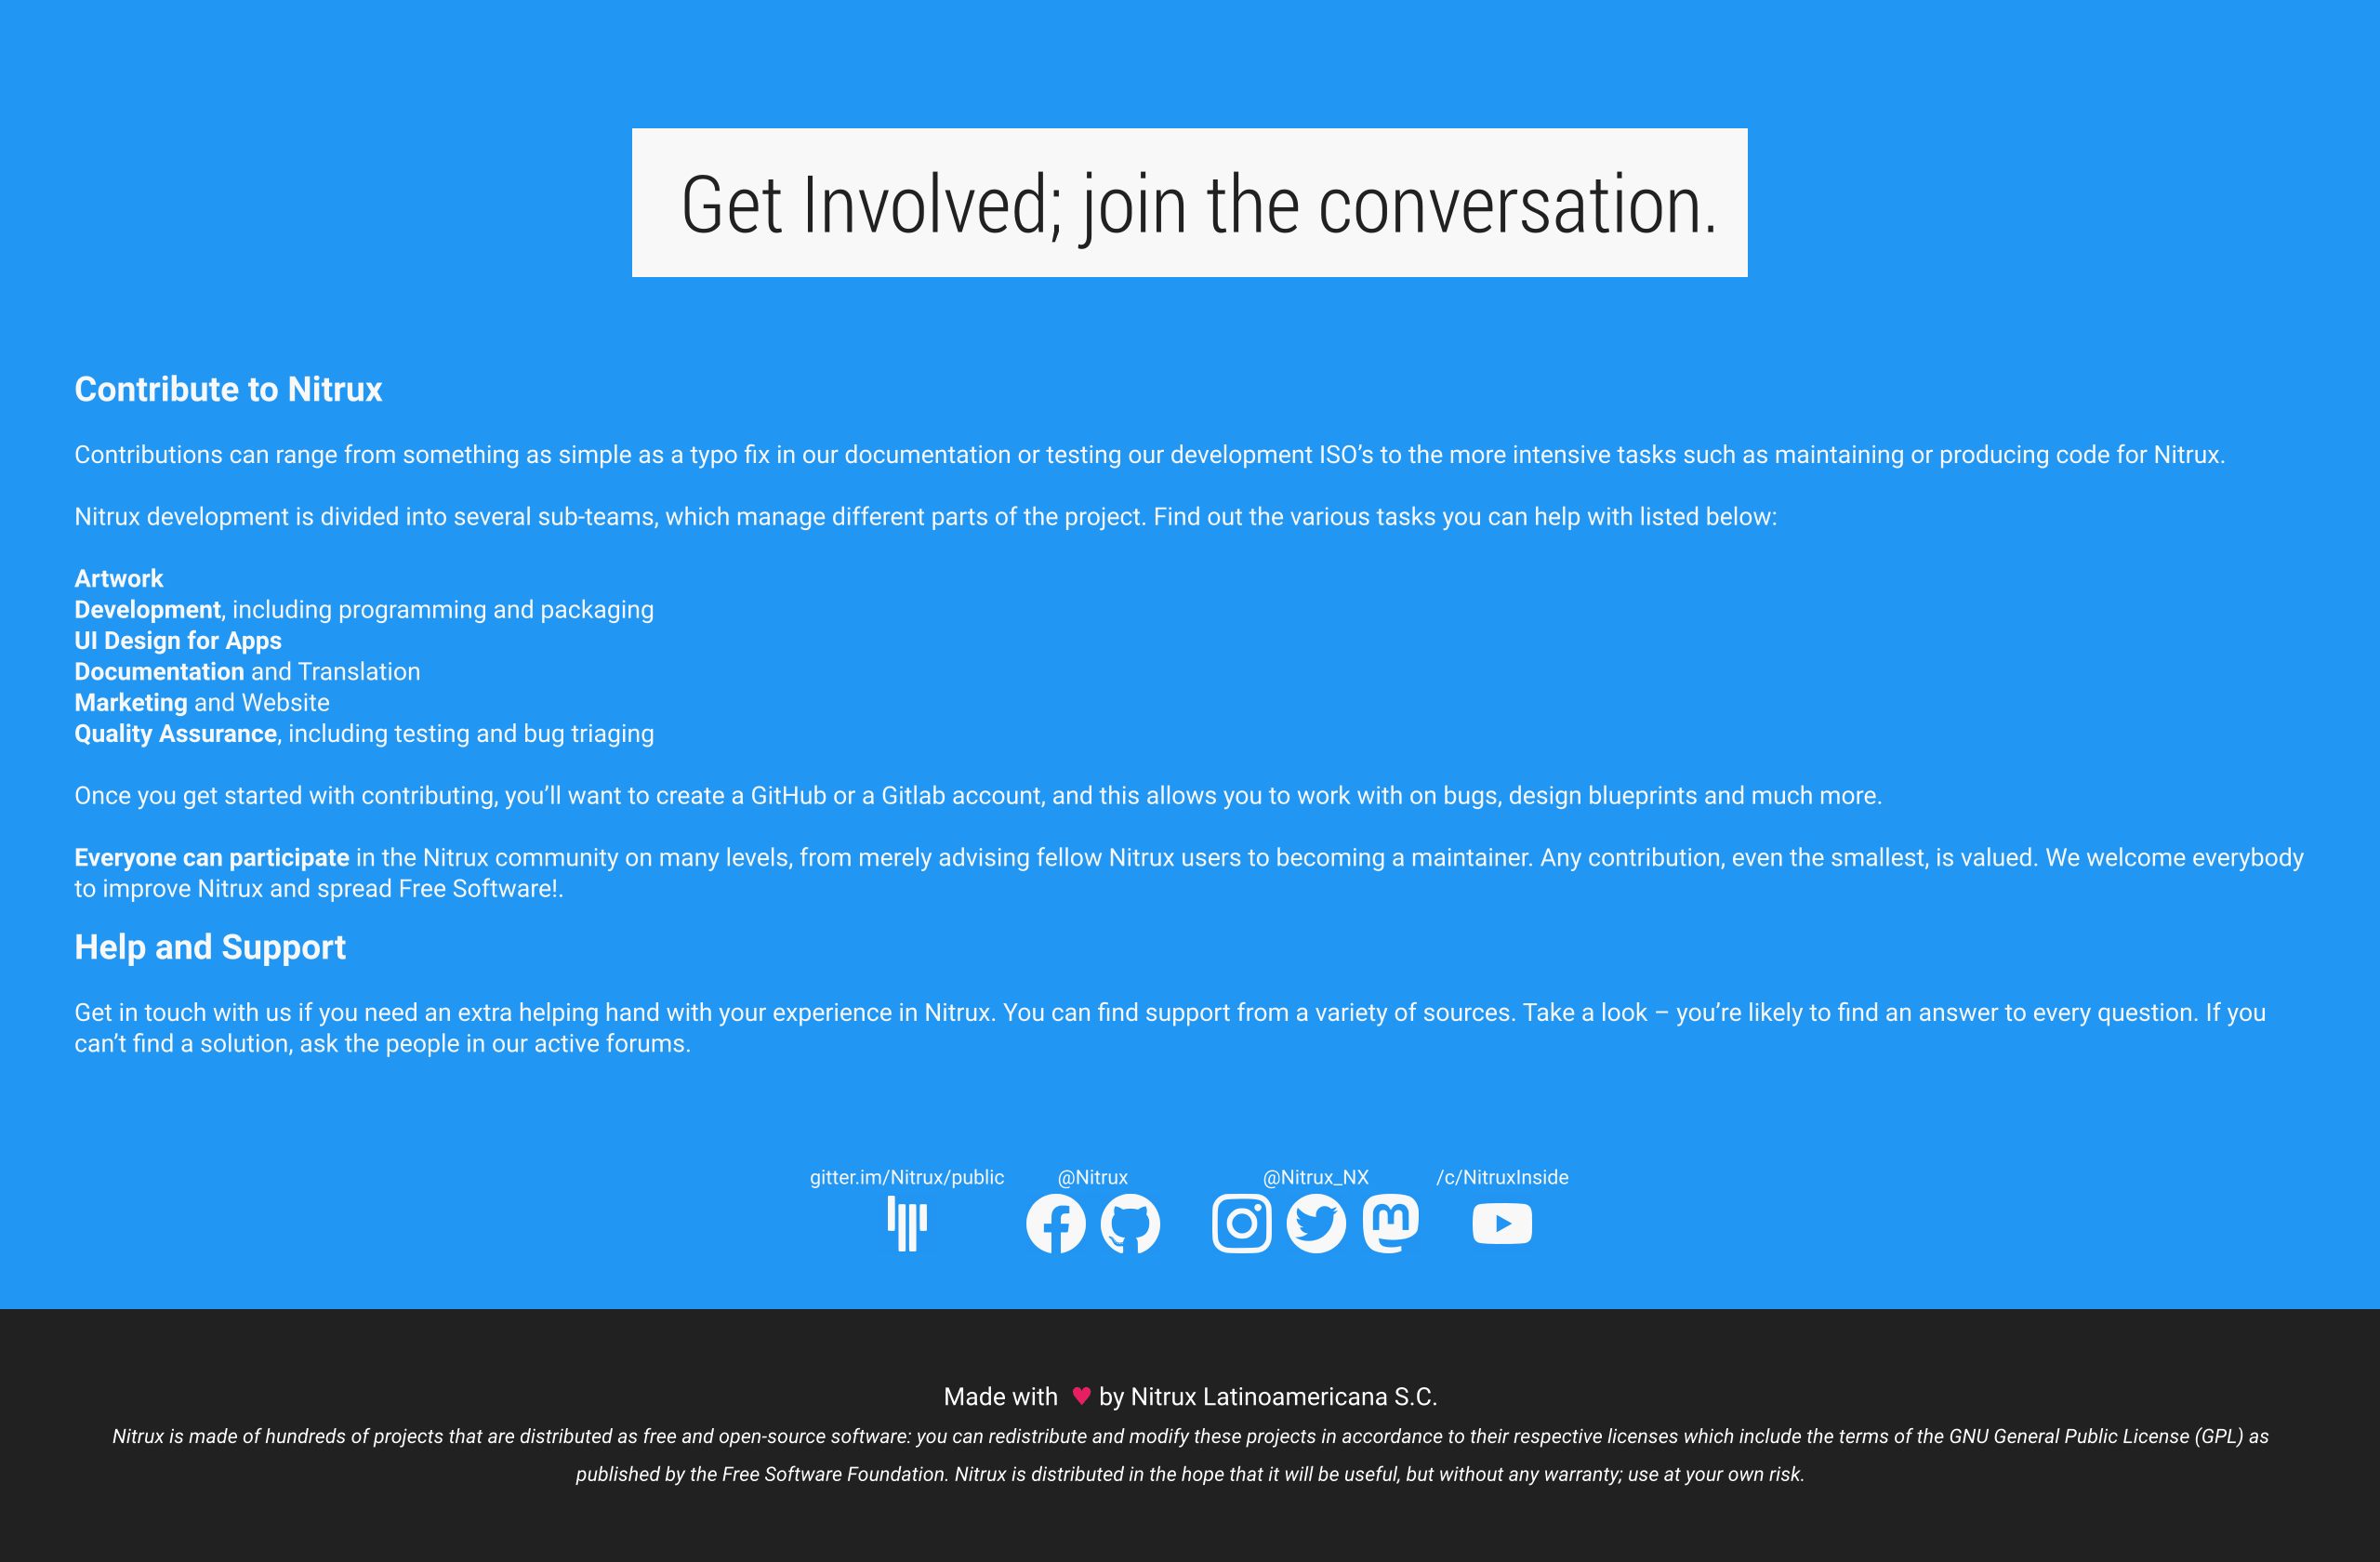 Get Involved; join the conversation.
Contribute to Nitrux
Contributions can range from something as simple as a typo fix in our documentation or testing our development ISO’s to the more intensive tasks such as maintaining or producing code for Nitrux.
Nitrux development is divided into several sub-teams, which manage different parts of the project. Find out the various tasks you can help with listed below:
Artwork
Development, including programming and packaging
UI Design for Apps
Documentation and Translation
Marketing and Website
Quality Assurance, including testing and bug triaging
Once you get started with contributing, you’ll want to create a GitHub or a Gitlab account, and this allows you to work with on bugs, design blueprints and much more.
Everyone can participate in the Nitrux community on many levels, from merely advising fellow Nitrux users to becoming a maintainer. Any contribution, even the smallest, is valued. We welcome everybody
to improve Nitrux and spread Free Software!.
Help and Support
Get in touch with us if you need an extra helping hand with your experience in Nitrux. You can find support from a variety of sources. Take a look – you’re likely to find an answer to every question. If you
can’t find a solution, ask the people in our active forums.
gitter.im/Nitrux/public @Nitrux @Nitrux_NX /c/NitruxInside
Made with ♥ by Nitrux Latinoamericana S.C.
Nitrux is made of hundreds of projects that are distributed as free and open-source software: you can redistribute and modify these projects in accordance to their respective licenses which include the terms of the GNU General Public License (GPL) as
published by the Free Software Foundation. Nitrux is distributed in the hope that it will be useful, but without any warranty; use at your own risk.